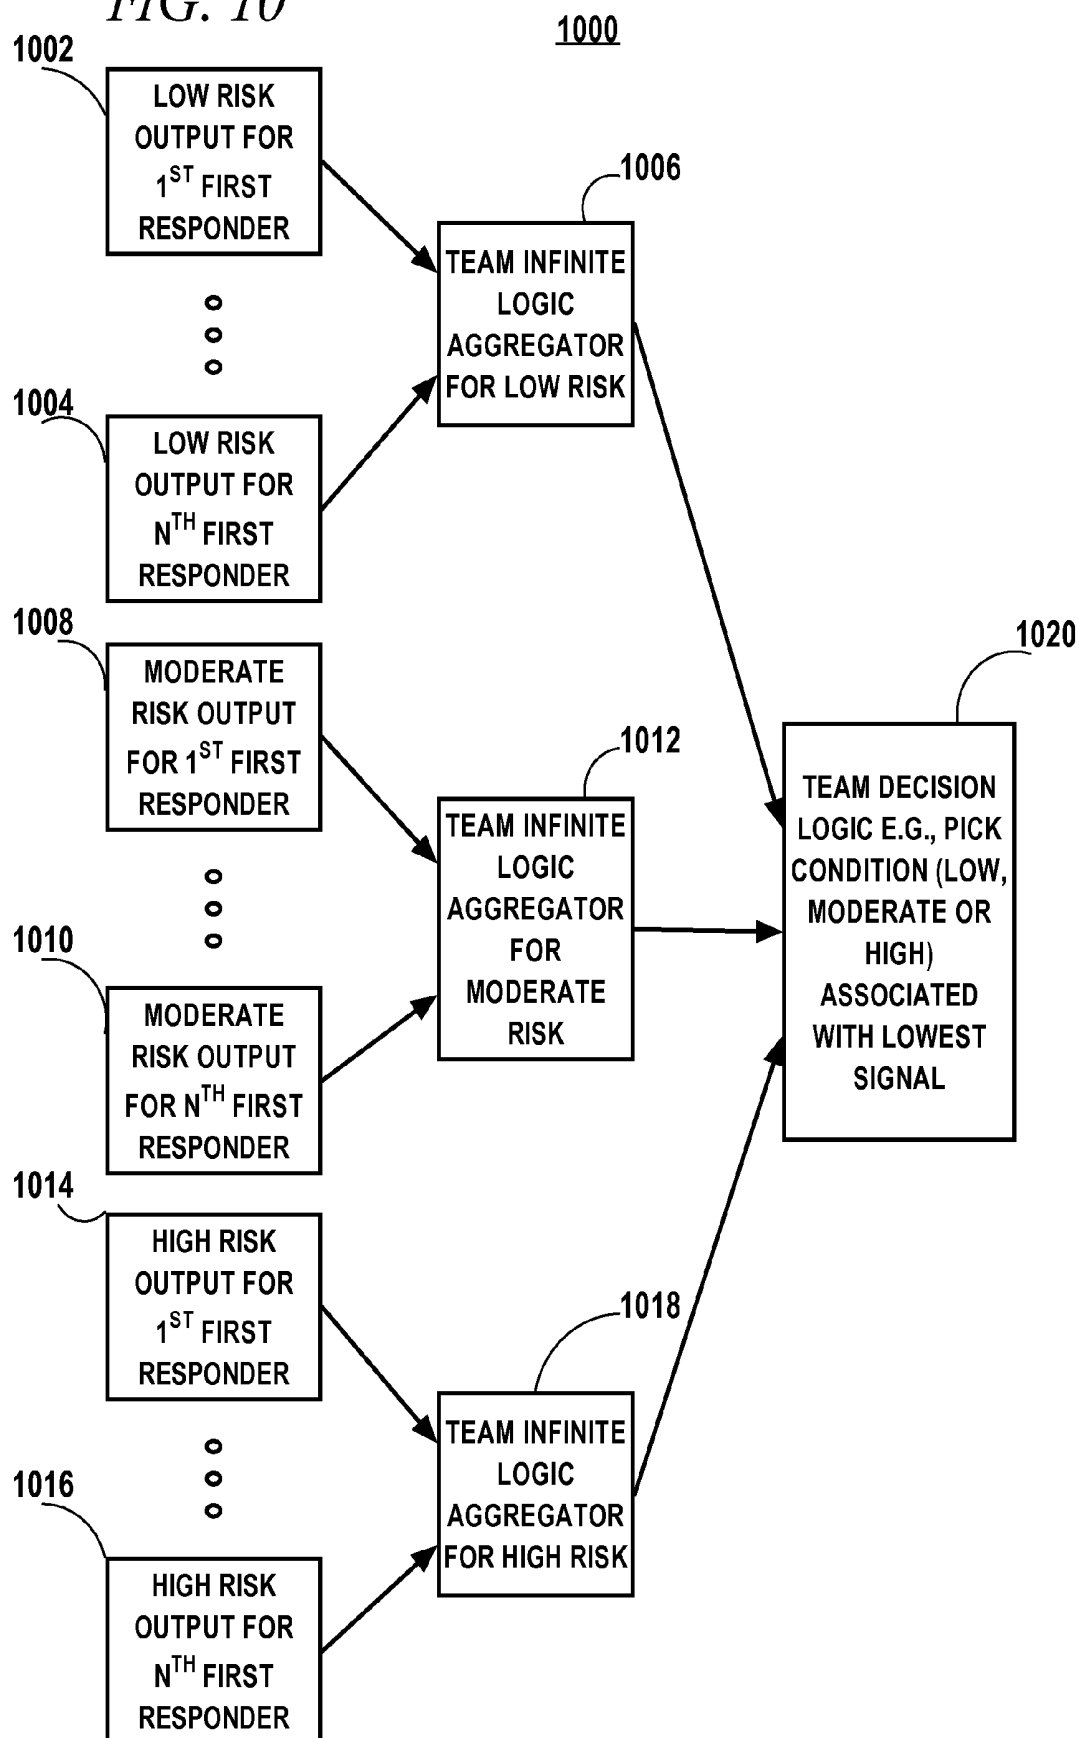 FIG. 10
1000
1002
LOW RISK
OUTPUT FOR
1ST FIRST
RESPONDER
1006
TEAM INFINITE
LOGIC
AGGREGATOR
FOR LOW RISK
1004
LOW RISK
OUTPUT FOR
NTH FIRST
RESPONDER
1008
MODERATE
RISK OUTPUT
FOR 1ST FIRST
RESPONDER
1012
TEAM INFINITE
LOGIC
AGGREGATOR
FOR
MODERATE
RISK
1020
TEAM DECISION
LOGIC E.G., PICK
CONDITION (LOW,
MODERATE OR
HIGH)
ASSOCIATED
WITH LOWEST
SIGNAL
1010
MODERATE
RISK OUTPUT
FOR NTH FIRST
RESPONDER
1014
HIGH RISK
OUTPUT FOR
1ST FIRST
RESPONDER
1018
TEAM INFINITE
LOGIC
AGGREGATOR
FOR HIGH RISK
1016
HIGH RISK
OUTPUT FOR
NTH FIRST
RESPONDER